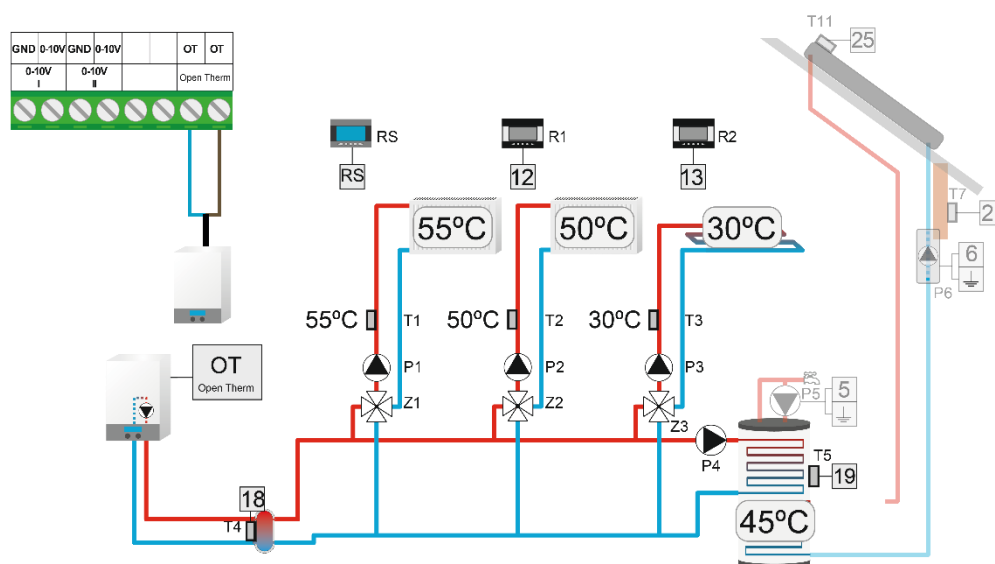 GND 0-10V GND 0-10V OT OT
0-10V I 0-10V II Open Therm
T11 25
RS R1 R2
RS 12 13
T7 2
55ºC 50ºC 30ºC
6
P6
55ºC T1 50ºC T2 30ºC T3
P1 P2 P3
OT
Open Therm
P5 5
Z1 Z2 Z3
P4
T5 19
18
T4
45ºC